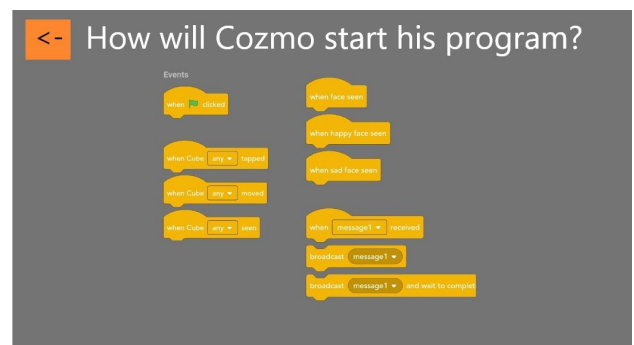 <- How will Cozmo start his program?
Events
when clicked
when Cube any tapped
when Cube any moved
when Cube any seen
when face seen
when happy face seen
when sad face seen
when message1 received
broadcast message1
broadcast message1 and wait to complet